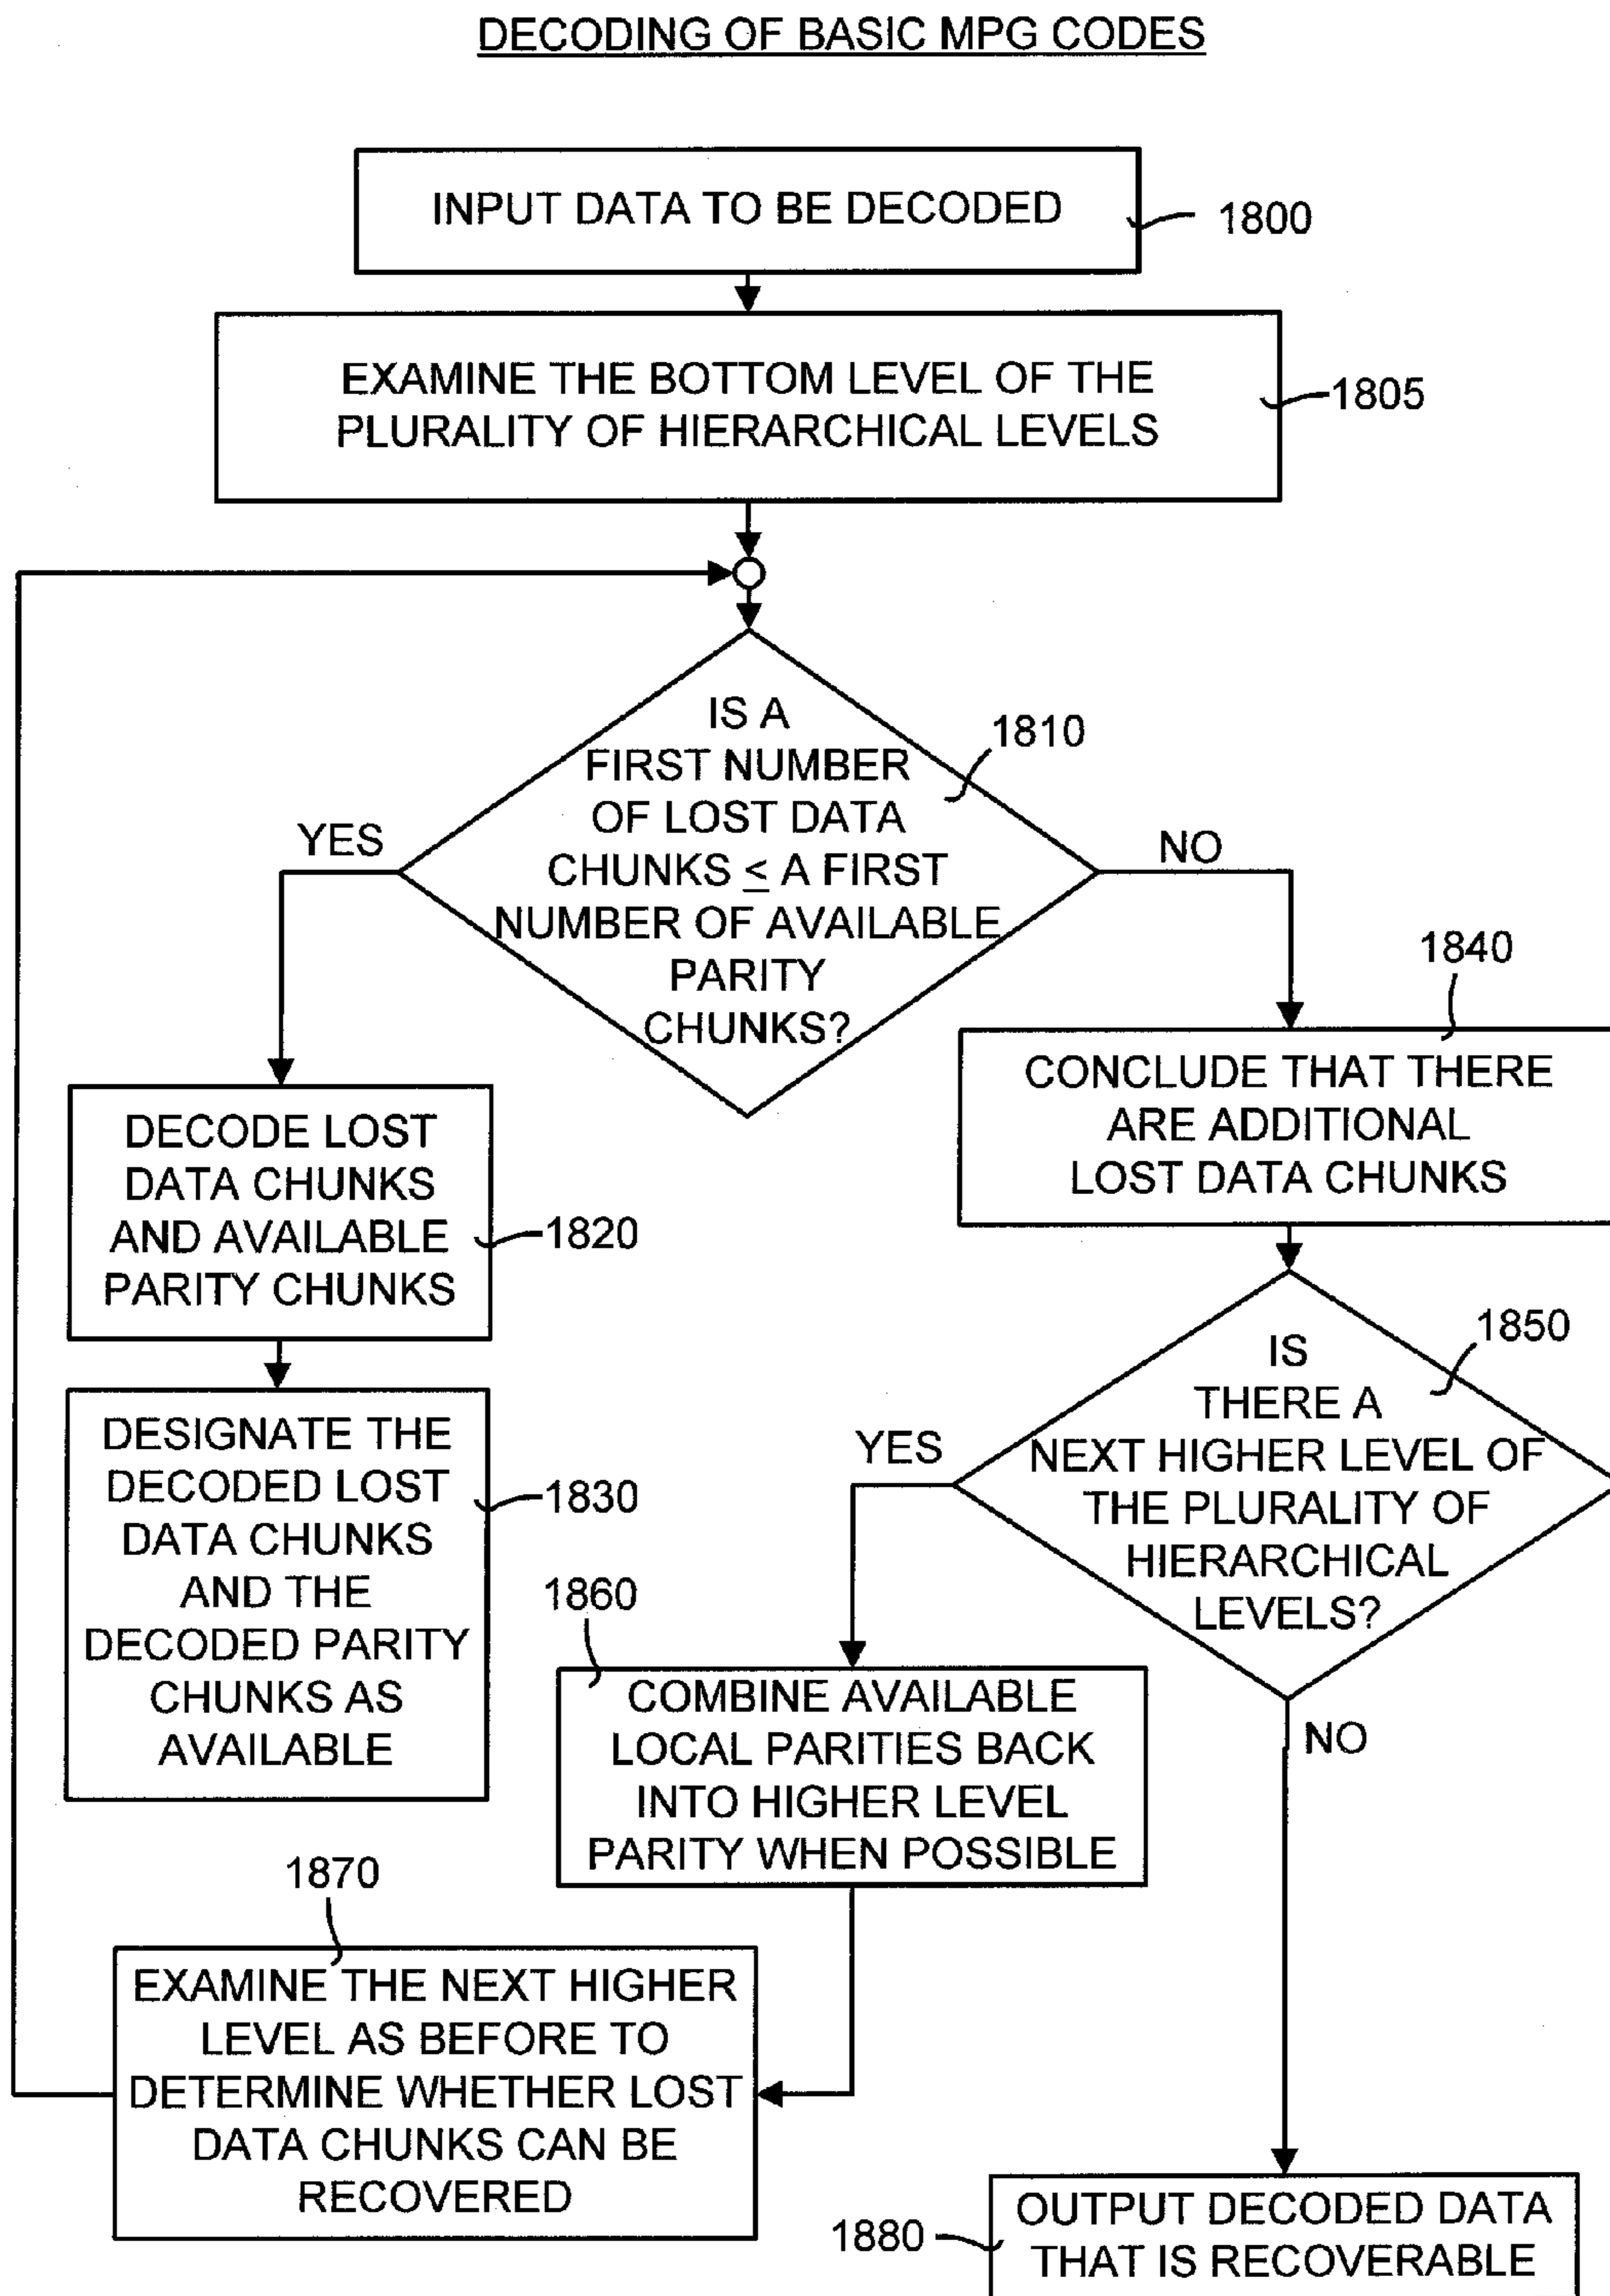 DECODING OF BASIC MPG CODES
INPUT DATA TO BE DECODED
1800
EXAMINE THE BOTTOM LEVEL OF THE
PLURALITY OF HIERARCHICAL LEVELS
1805
IS A
FIRST NUMBER
OF LOST DATA
CHUNKS ≤ A FIRST
NUMBER OF AVAILABLE
PARITY
CHUNKS?
1810
YES
NO
DECODE LOST
DATA CHUNKS
AND AVAILABLE
PARITY CHUNKS
1820
DESIGNATE THE
DECODED LOST
DATA CHUNKS
AND THE
DECODED PARITY
CHUNKS AS
AVAILABLE
1830
1840
CONCLUDE THAT THERE
ARE ADDITIONAL
LOST DATA CHUNKS
1850
IS
THERE A
NEXT HIGHER LEVEL OF
THE PLURALITY OF
HIERARCHICAL
LEVELS?
YES
NO
1860
COMBINE AVAILABLE
LOCAL PARITIES BACK
INTO HIGHER LEVEL
PARITY WHEN POSSIBLE
1870
EXAMINE THE NEXT HIGHER
LEVEL AS BEFORE TO
DETERMINE WHETHER LOST
DATA CHUNKS CAN BE
RECOVERED
1880
OUTPUT DECODED DATA
THAT IS RECOVERABLE